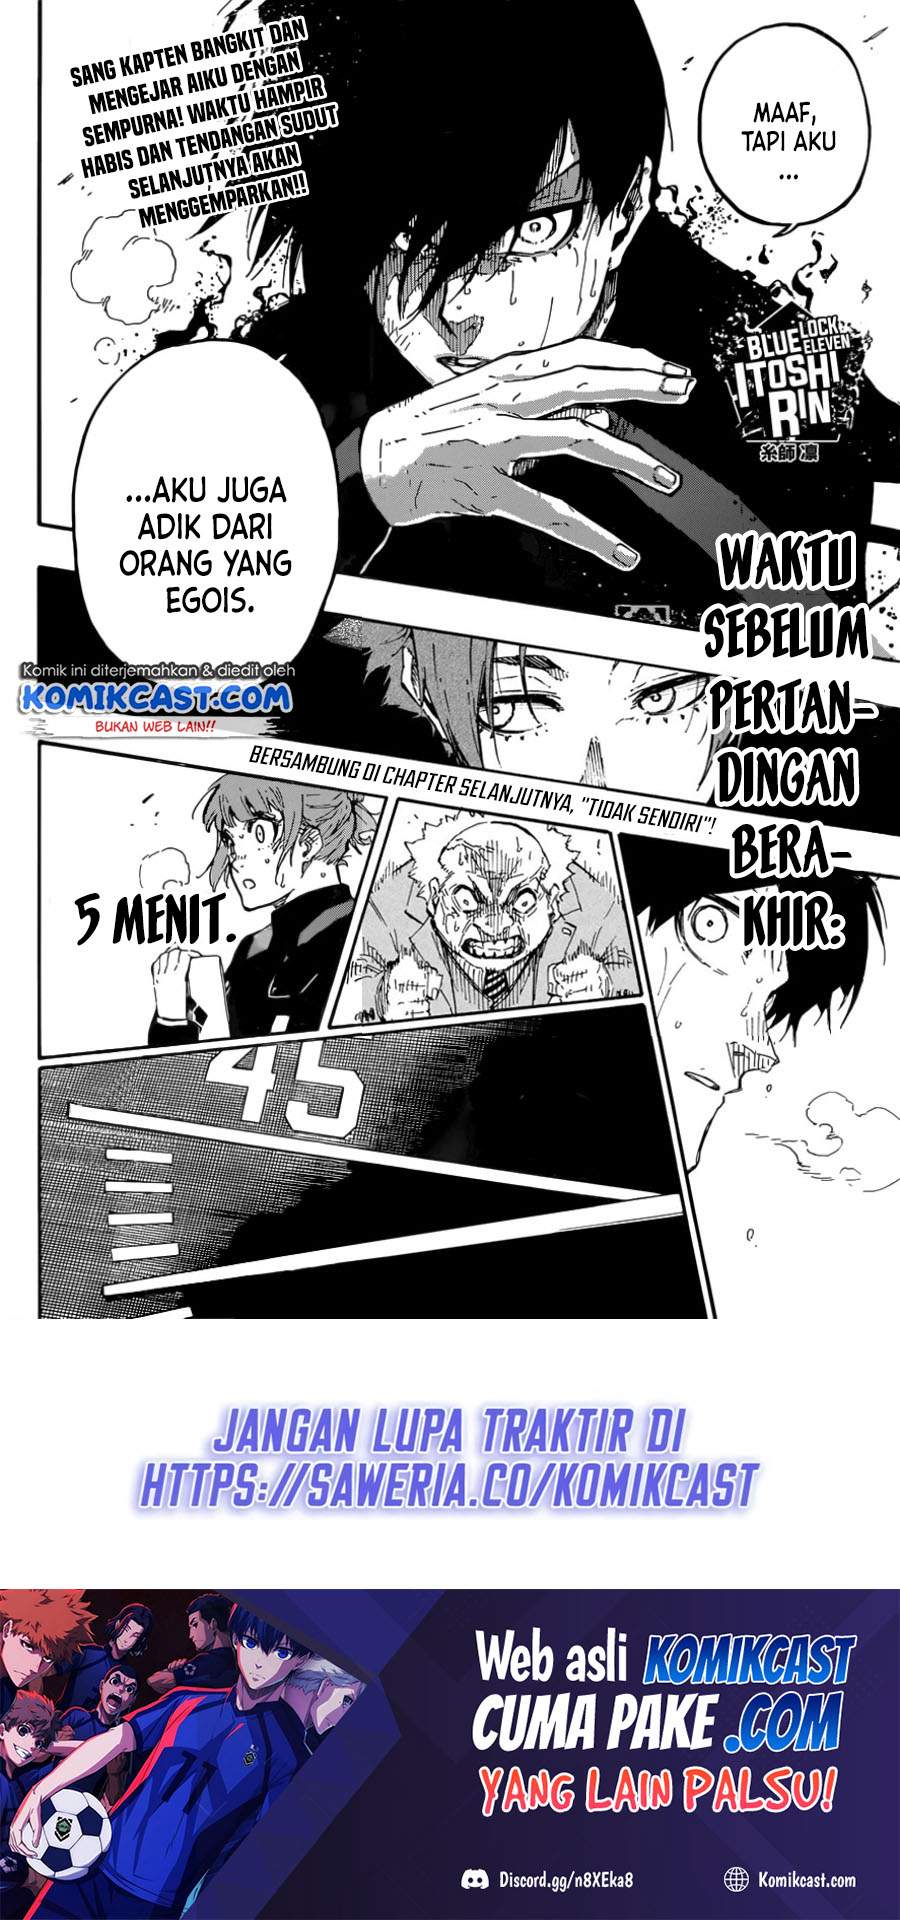 SANG KAPTEN BANGKIT DAN
MENGEJAR AIKU DENGAN
SEMPURNA! WAKTU HAMPIR
HABIS DAN TENDANGAN SUDUT
SELANJUTNYA AKAN
MENGGEMPARKAN!!
MAAF,
TAPI AKU
...
BLUE LOCK
ELEVEN
ITOSHI
RIN
糸師 凛
...AKU JUGA
ADIK DARI
ORANG YANG
EGOIS.
Komik ini diterjemahkan & diedit oleh
KOMIKCAST.COM
BUKAN WEB LAIN!!
WAKTU
SEBELUM
PERTAN-
DINGAN
BERA-
KHIR:
BERSAMBUNG DI CHAPTER SELANJUTNYA, "TIDAK SENDIRI"!
5 MENIT.
45
JANGAN LUPA TRAKTIR DI
HTTPS://SAWERIA.CO/KOMIKCAST
Web asli KOMIKCAST
CUMA PAKE .COM
YANG LAIN PALSU!
Discord.gg/n8XEka8
Komikcast.com